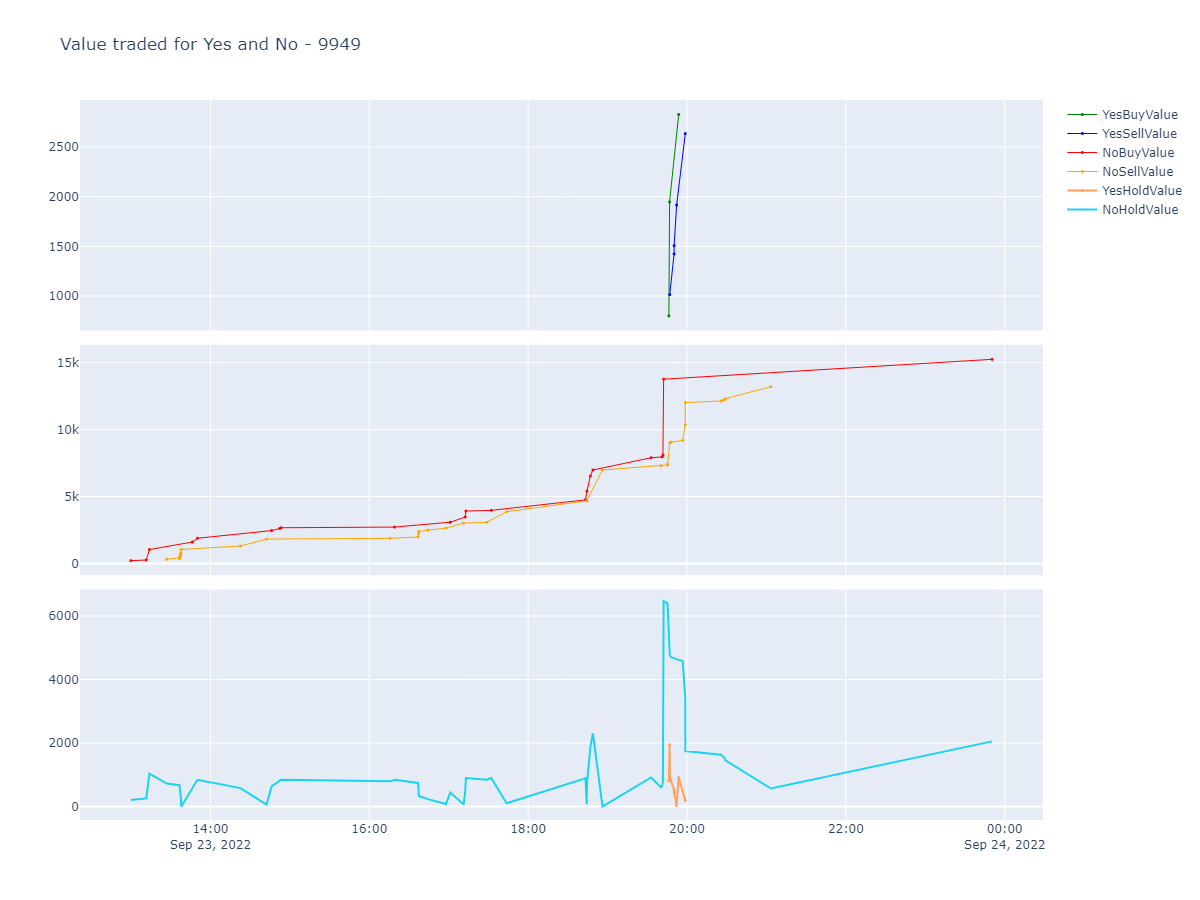 Value traded for Yes and No - 9949
YesBuyValue
YesSellValue
NoBuyValue
NoSellValue
YesHoldValue
NoHoldValue
2500
2000
1500
1000
15k
10k
5k
0
6000
4000
2000
0
14:00 16:00 18:00 20:00 22:00 00:00
Sep 23, 2022 Sep 24, 2022